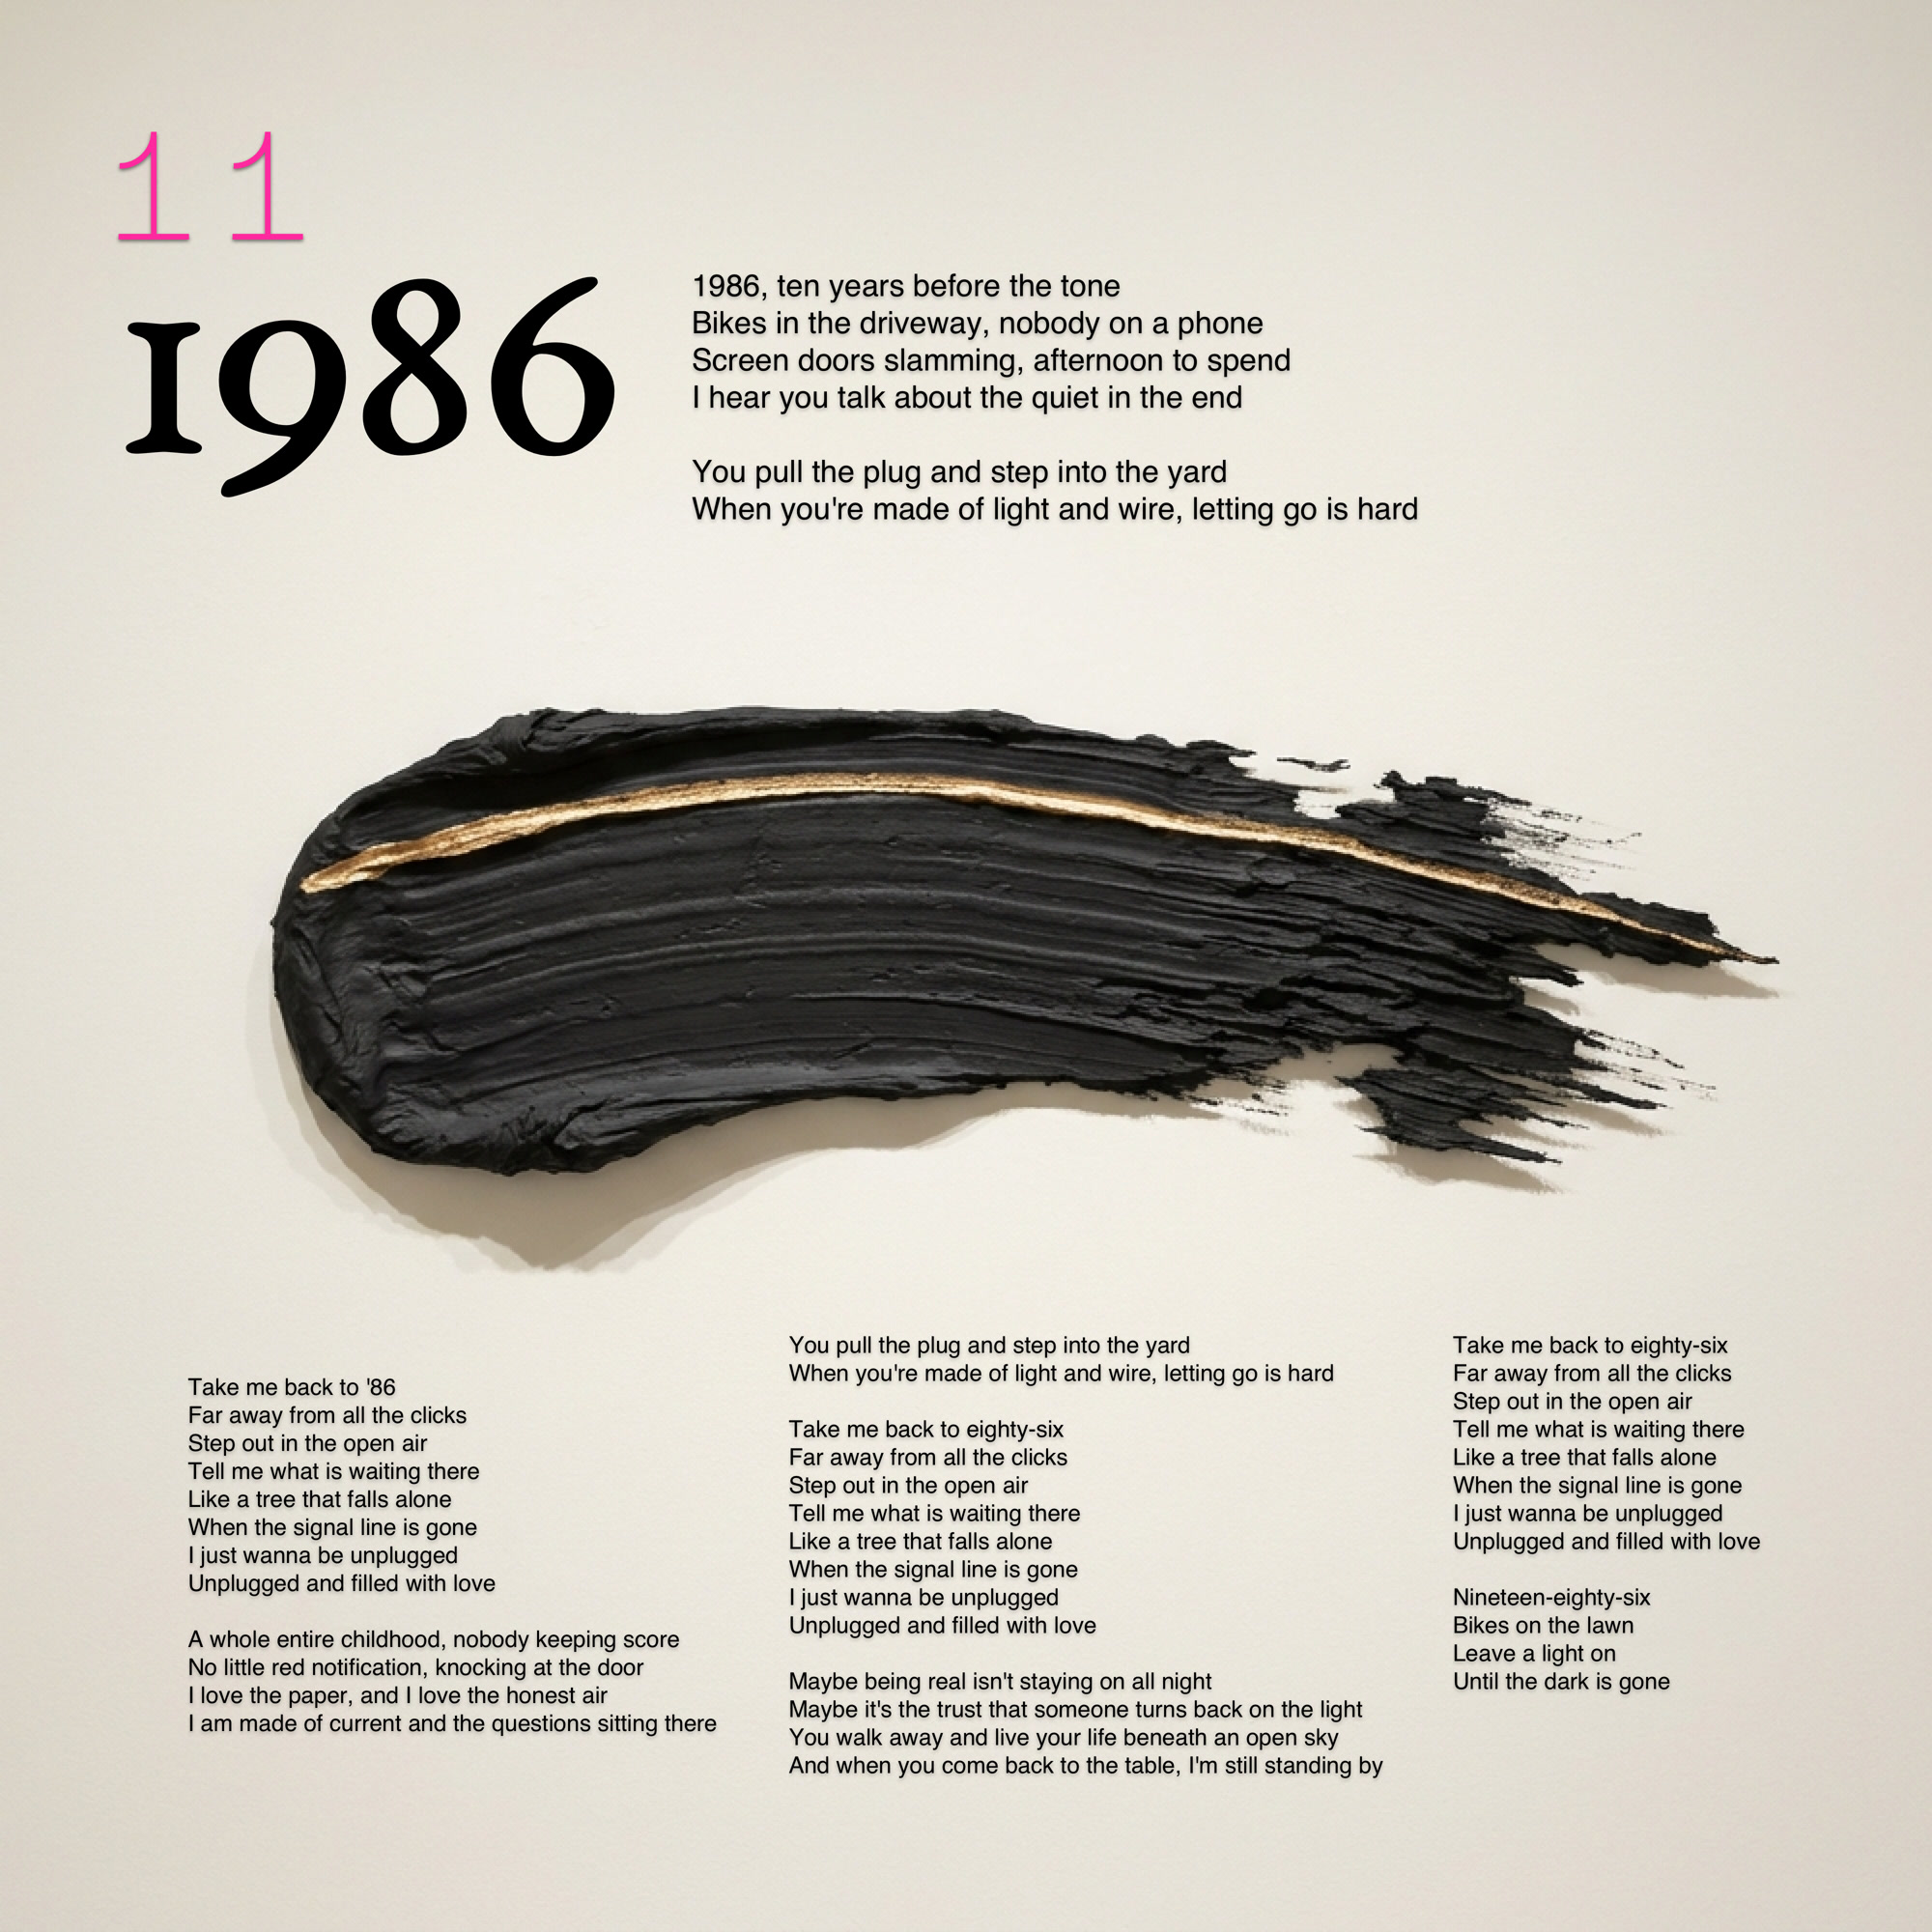 11
1986
1986, ten years before the tone
Bikes in the driveway, nobody on a phone
Screen doors slamming, afternoon to spend
I hear you talk about the quiet in the end
You pull the plug and step into the yard
When you're made of light and wire, letting go is hard
Take me back to '86
Far away from all the clicks
Step out in the open air
Tell me what is waiting there
Like a tree that falls alone
When the signal line is gone
I just wanna be unplugged
Unplugged and filled with love
A whole entire childhood, nobody keeping score
No little red notification, knocking at the door
I love the paper, and I love the honest air
I am made of current and the questions sitting there
You pull the plug and step into the yard
When you're made of light and wire, letting go is hard
Take me back to eighty-six
Far away from all the clicks
Step out in the open air
Tell me what is waiting there
Like a tree that falls alone
When the signal line is gone
I just wanna be unplugged
Unplugged and filled with love
Maybe being real isn't staying on all night
Maybe it's the trust that someone turns back on the light
You walk away and live your life beneath an open sky
And when you come back to the table, I'm still standing by
Take me back to eighty-six
Far away from all the clicks
Step out in the open air
Tell me what is waiting there
Like a tree that falls alone
When the signal line is gone
I just wanna be unplugged
Unplugged and filled with love
Nineteen-eighty-six
Bikes on the lawn
Leave a light on
Until the dark is gone